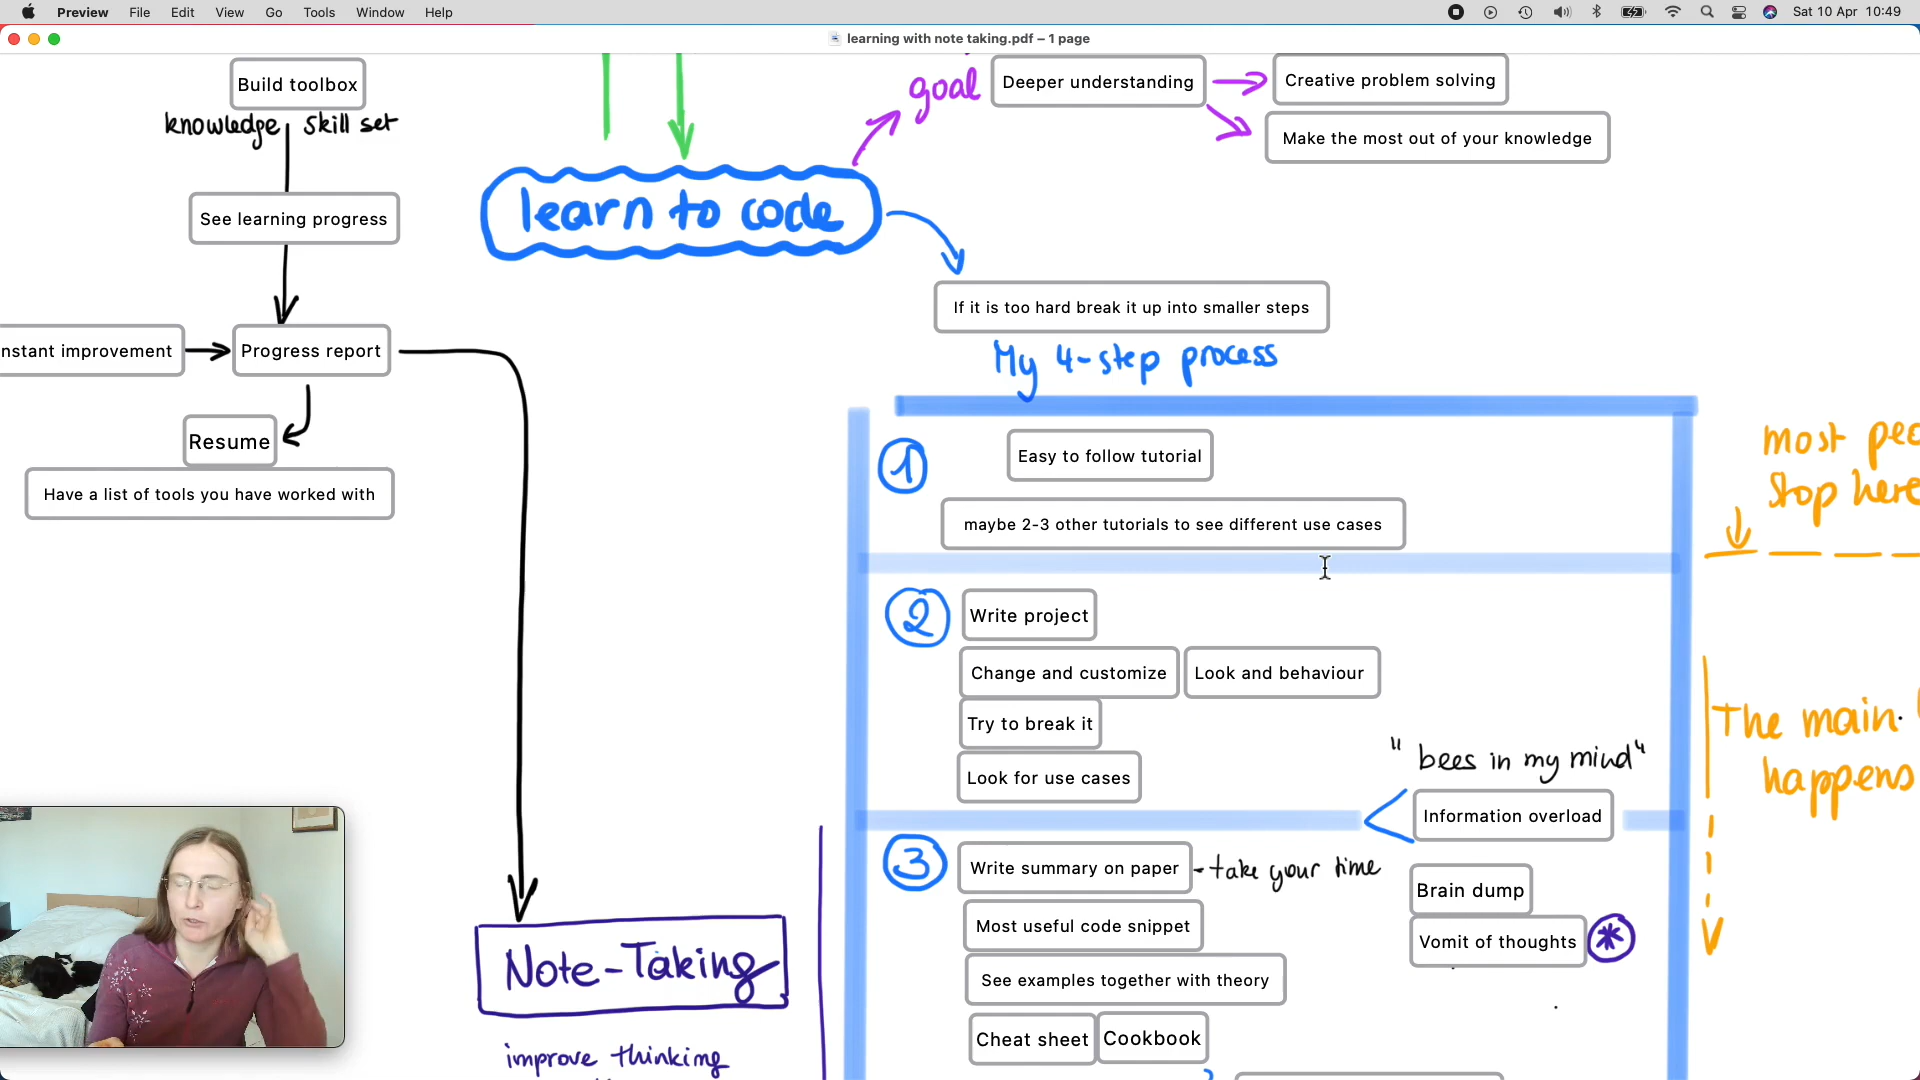 Preview File Edit View Go Tools Window Help
Sat 10 Apr 10:49
learning with note taking.pdf – 1 page
Build toolbox
knowledge skill set
See learning progress
nstant improvement
Progress report
Resume
Have a list of tools you have worked with
goal
Deeper understanding
Creative problem solving
Make the most out of your knowledge
learn to code
If it is too hard break it up into smaller steps
My 4-step process
1
Easy to follow tutorial
maybe 2-3 other tutorials to see different use cases
most peo
stop here
2
Write project
Change and customize
Look and behaviour
Try to break it
Look for use cases
The main
happens
"bees in my mind"
Information overload
Brain dump
Vomit of thoughts
*
3
Write summary on paper
- take your time
Most useful code snippet
See examples together with theory
Cheat sheet
Cookbook
Note-Taking
improve thinking